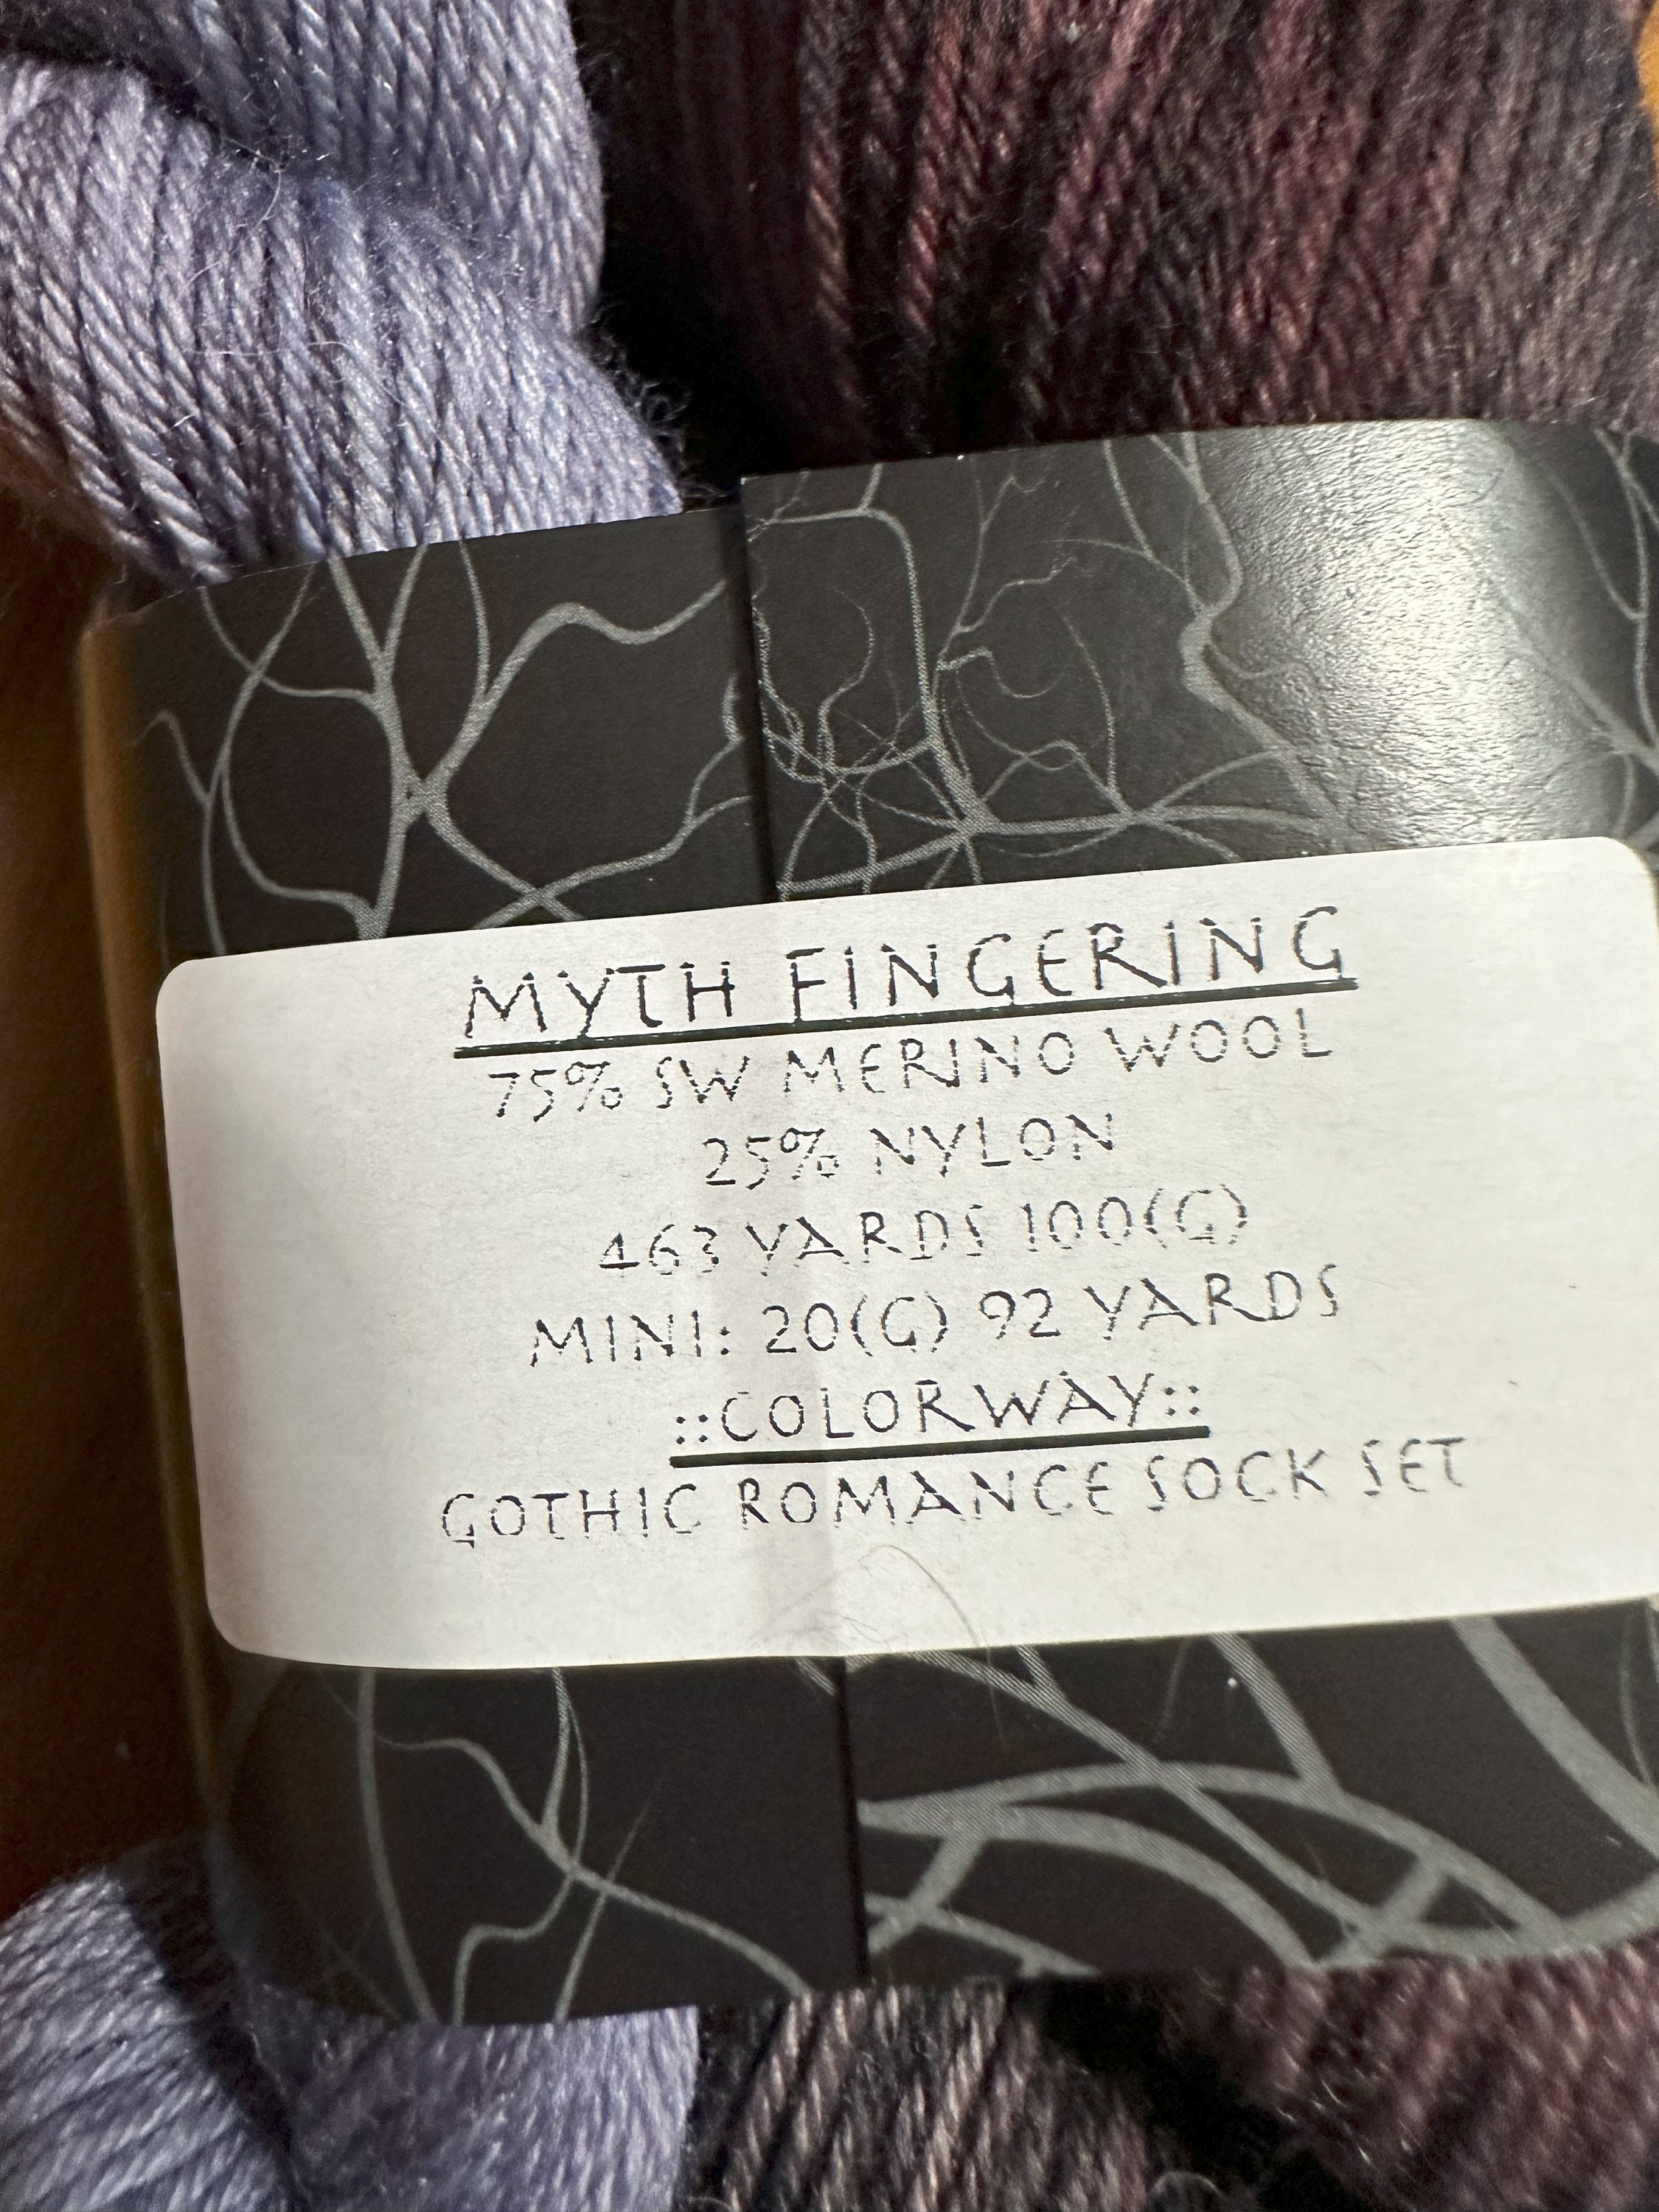 MYTH FINGERING
75% SW MERINO WOOL
25% NYLON
463 YARDS 100(G)
MINI: 20(G) 92 YARDS
::COLORWAY::
GOTHIC ROMANCE SOCK SET